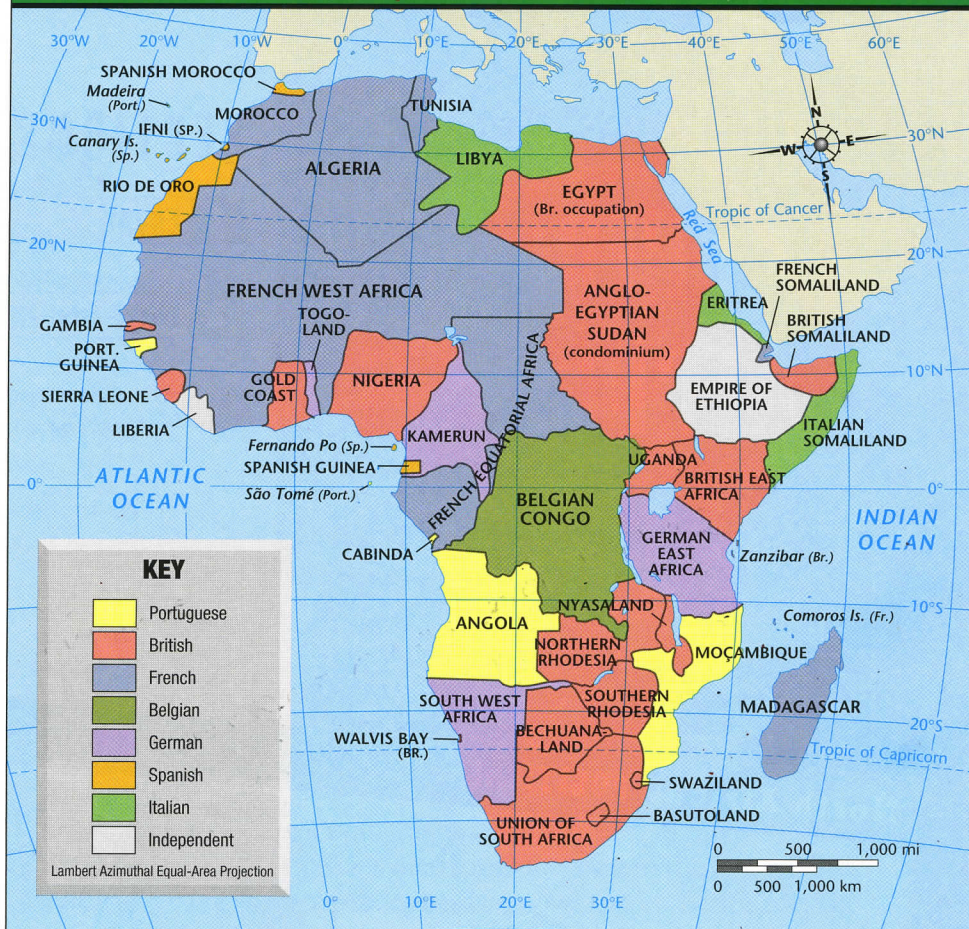 30°W
20°W
10°W
0°
10°E
20°E
30°E
40°E
50°E
60°E
SPANISH MOROCCO
Madeira
(Port.)
MOROCCO
TUNISIA
30°N
30°N
IFNI (SP.)
Canary Is.
(Sp.)
ALGERIA
LIBYA
N
W
E
S
RIO DE ORO
EGYPT
(Br. occupation)
Tropic of Cancer
Red Sea
20°N
20°N
FRENCH WEST AFRICA
ANGLO-
EGYPTIAN
SUDAN
(condominium)
ERITREA
FRENCH
SOMALILAND
BRITISH
SOMALILAND
GAMBIA
TOGO-
LAND
PORT.
GUINEA
10°N
10°N
SIERRA LEONE
GOLD
COAST
NIGERIA
EMPIRE OF
ETHIOPIA
LIBERIA
KAMERUN
FRENCH EQUATORIAL AFRICA
ITALIAN
SOMALILAND
Fernando Po (Sp.)
SPANISH GUINEA
UGANDA
BRITISH EAST
AFRICA
ATLANTIC
OCEAN
São Tomé (Port.)
0°
0°
BELGIAN
CONGO
INDIAN
OCEAN
CABINDA
GERMAN
EAST
AFRICA
Zanzibar (Br.)
KEY
Portuguese
British
French
Belgian
German
Spanish
Italian
Independent
Lambert Azimuthal Equal-Area Projection
NYASALAND
10°S
Comoros Is. (Fr.)
ANGOLA
NORTHERN
RHODESIA
MOÇAMBIQUE
SOUTH WEST
AFRICA
SOUTHERN
RHODESIA
MADAGASCAR
20°S
WALVIS BAY
(BR.)
BECHUANA-
LAND
Tropic of Capricorn
SWAZILAND
BASUTOLAND
UNION OF
SOUTH AFRICA
0 500 1,000 mi
0 500 1,000 km
0°
10°E
20°E
30°E